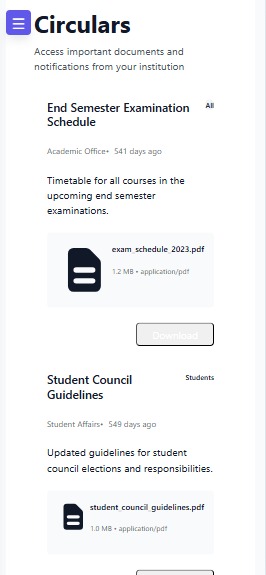 Circulars
Access important documents and
notifications from your institution
End Semester Examination
Schedule
All
Academic Office• 541 days ago
Timetable for all courses in the
upcoming end semester
examinations.
exam_schedule_2023.pdf
1.2 MB • application/pdf
Download
Student Council
Guidelines
Students
Student Affairs• 549 days ago
Updated guidelines for student
council elections and responsibilities.
student_council_guidelines.pdf
1.0 MB • application/pdf